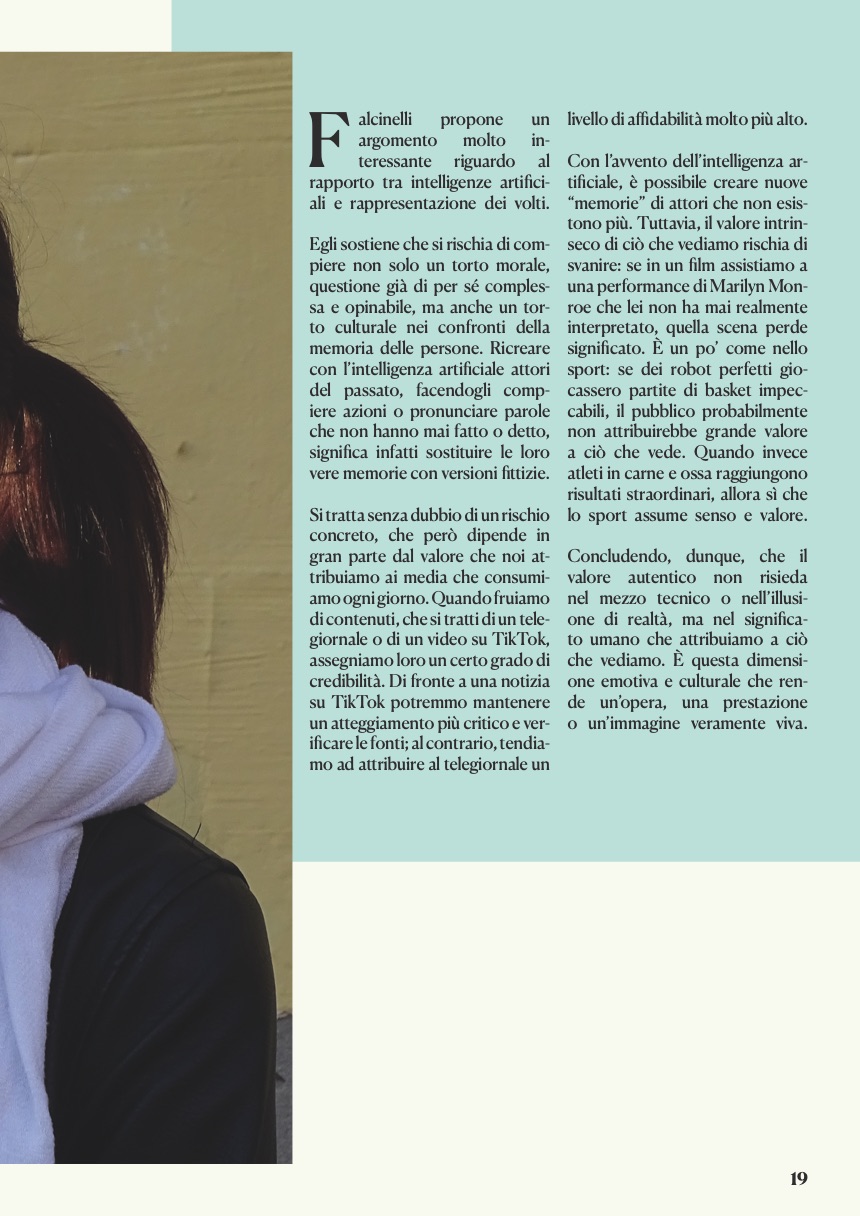 Falcinelli propone un
argomento molto in-
teressante riguardo al
rapporto tra intelligenze artifici-
ali e rappresentazione dei volti.
Egli sostiene che si rischia di com-
piere non solo un torto morale,
questione già di per sé comples-
sa e opinabile, ma anche un tor-
to culturale nei confronti della
memoria delle persone. Ricreare
con l’intelligenza artificiale attori
del passato, facendogli comp-
iere azioni o pronunciare parole
che non hanno mai fatto o detto,
significa infatti sostituire le loro
vere memorie con versioni fittizie.
Si tratta senza dubbio di un rischio
concreto, che però dipende in
gran parte dal valore che noi at-
tribuiamo ai media che consumi-
amo ogni giorno. Quando fruiamo
di contenuti, che si tratti di un tele-
giornale o di un video su TikTok,
assegniamo loro un certo grado di
credibilità. Di fronte a una notizia
su TikTok potremmo mantenere
un atteggiamento più critico e ver-
ificare le fonti; al contrario, tendia-
mo ad attribuire al telegiornale un
livello di affidabilità molto più alto.
Con l’avvento dell’intelligenza ar-
tificiale, è possibile creare nuove
“memorie” di attori che non esis-
tono più. Tuttavia, il valore intrin-
seco di ciò che vediamo rischia di
svanire: se in un film assistiamo a
una performance di Marilyn Mon-
roe che lei non ha mai realmente
interpretato, quella scena perde
significato. È un po’ come nello
sport: se dei robot perfetti gio-
cassero partite di basket impec-
cabili, il pubblico probabilmente
non attribuirebbe grande valore
a ciò che vede. Quando invece
atleti in carne e ossa raggiungono
risultati straordinari, allora sì che
lo sport assume senso e valore.
Concludendo, dunque, che il
valore autentico non risieda
nel mezzo tecnico o nell’illusi-
one di realtà, ma nel significa-
to umano che attribuiamo a ciò
che vediamo. È questa dimensi-
one emotiva e culturale che ren-
de un’opera, una prestazione
o un’immagine veramente viva.
19